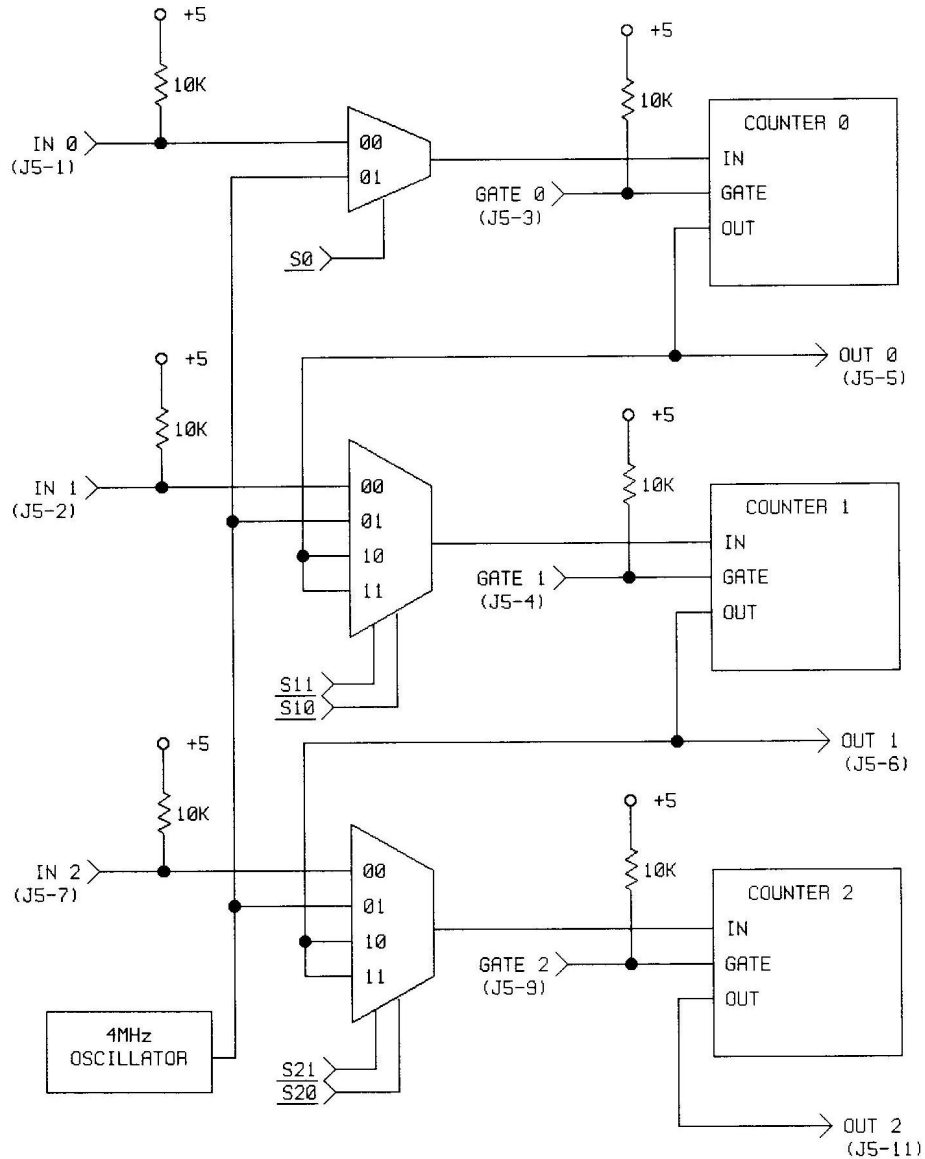 +5
10K
IN 0
(J5-1)
00
01
S0
+5
10K
GATE 0
(J5-3)
COUNTER 0
IN
GATE
OUT
OUT 0
(J5-5)
+5
10K
IN 1
(J5-2)
00
01
10
11
S11
S10
+5
10K
GATE 1
(J5-4)
COUNTER 1
IN
GATE
OUT
OUT 1
(J5-6)
+5
10K
IN 2
(J5-7)
00
01
10
11
S21
S20
+5
10K
GATE 2
(J5-9)
COUNTER 2
IN
GATE
OUT
OUT 2
(J5-11)
4MHz
OSCILLATOR